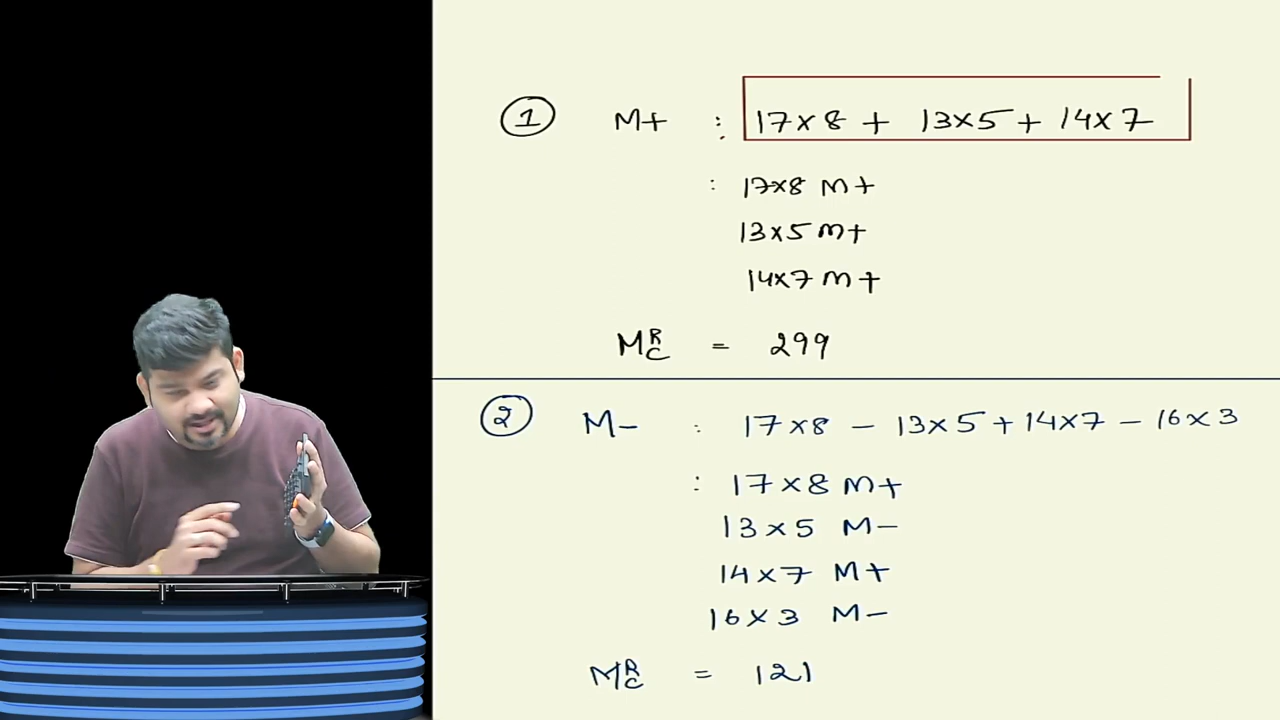 ① M+ : 17×8 + 13×5 + 14×7
: 17×8 M+
13×5 M+
14×7 M+
MRC = 299
② M- : 17×8 - 13×5 + 14×7 - 16×3
: 17×8 M+
13×5 M-
14×7 M+
16×3 M-
MRC = 121